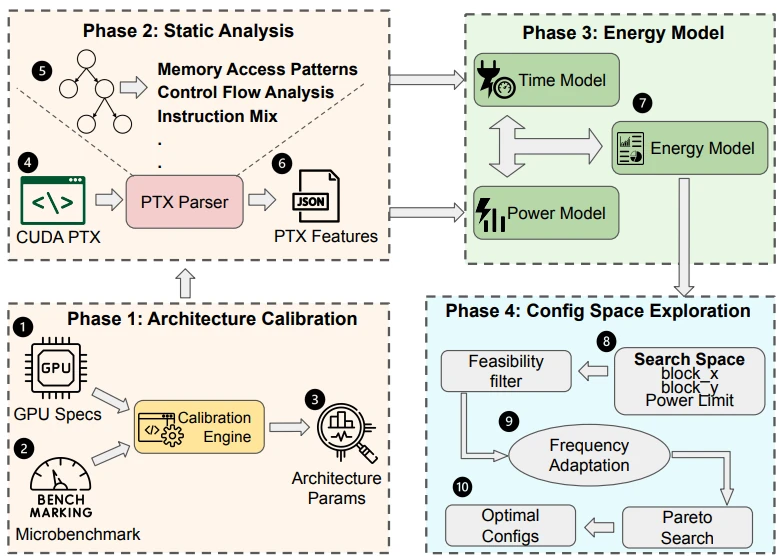 Phase 2: Static Analysis
5
Memory Access Patterns
Control Flow Analysis
Instruction Mix
.
.
4
</>
CUDA PTX
PTX Parser
6
JSON
PTX Features
Phase 1: Architecture Calibration
1
GPU
GPU Specs
2
BENCH
MARKING
Microbenchmark
</>
Calibration
Engine
3
Architecture
Params
Phase 3: Energy Model
Time Model
7
Energy Model
Power Model
Phase 4: Config Space Exploration
8
Search Space
block_x
block_y
Power Limit
Feasibility
filter
9
Frequency
Adaptation
10
Optimal
Configs
Pareto
Search